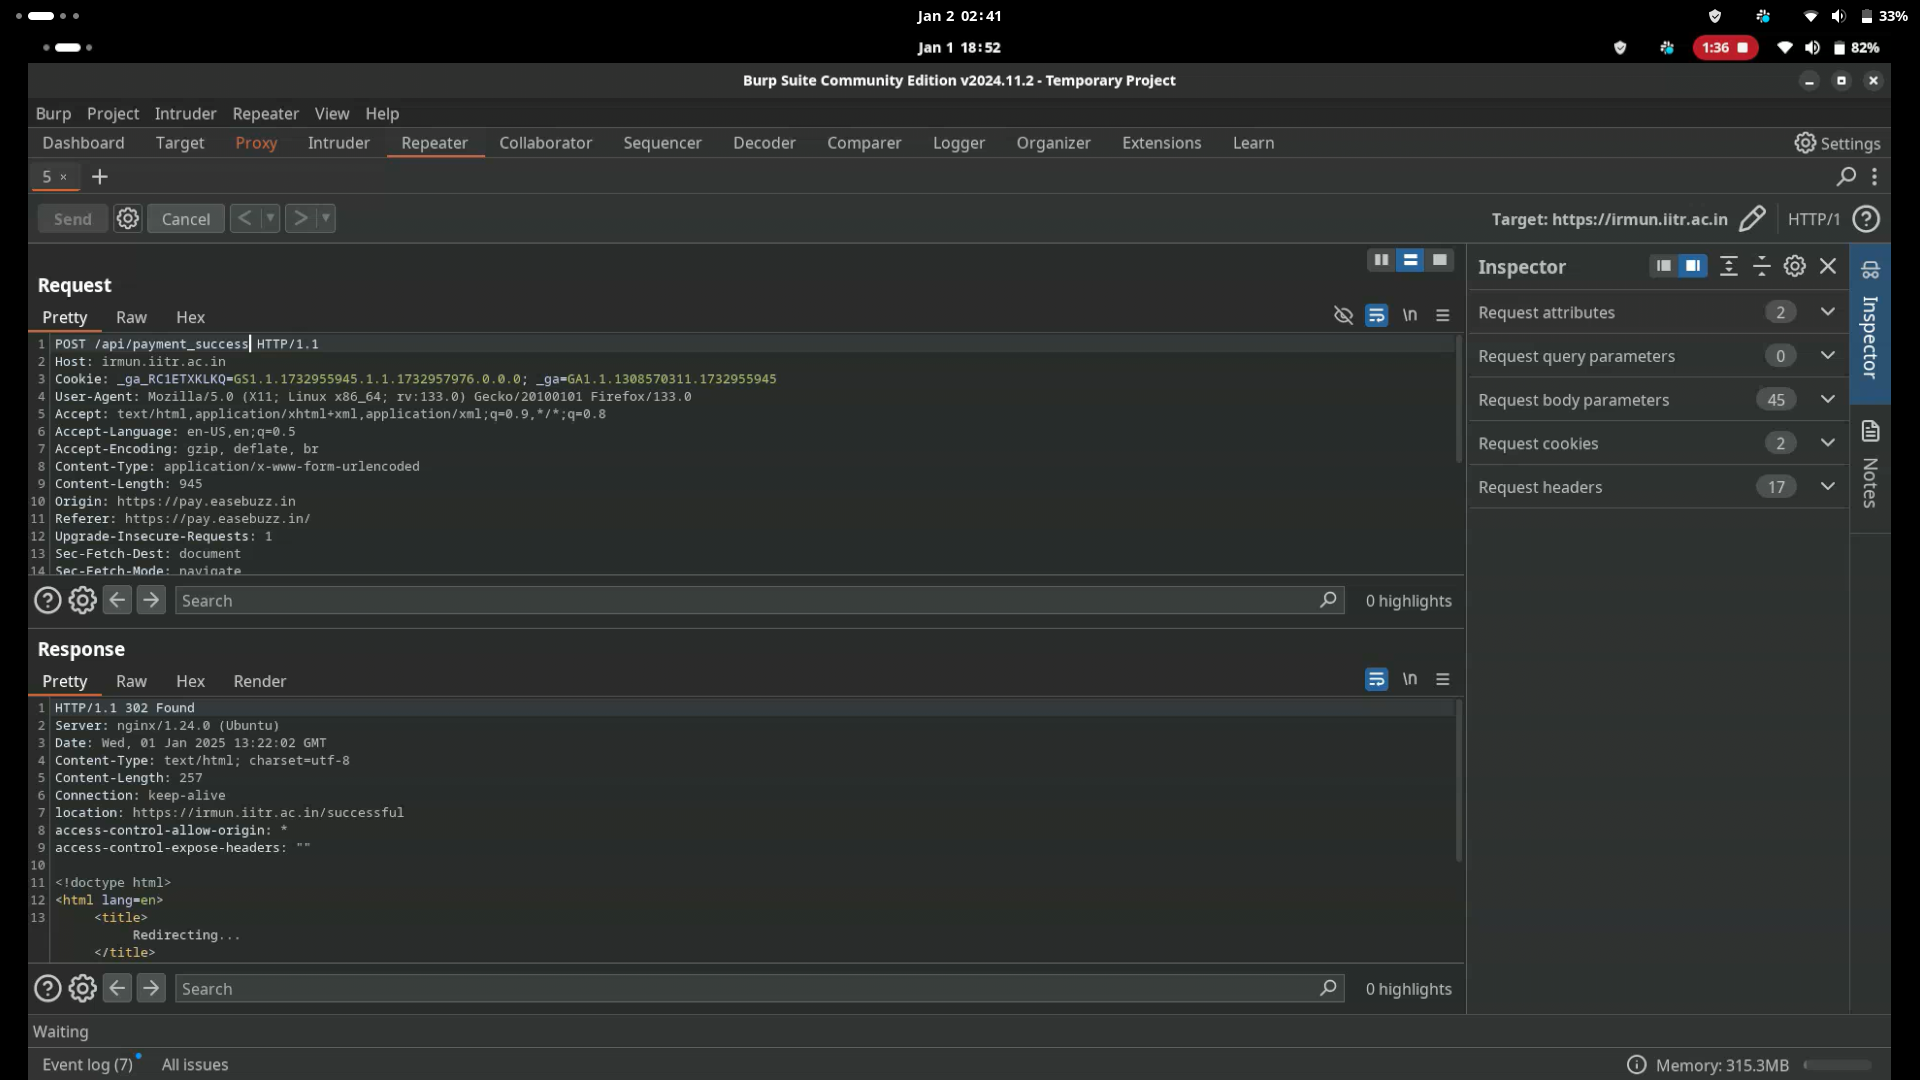 Jan 2 02:41
33%
Jan 1 18:52
1:36
82%
Burp Suite Community Edition v2024.11.2 - Temporary Project
Burp Project Intruder Repeater View Help
Dashboard Target Proxy Intruder Repeater Collaborator Sequencer Decoder Comparer Logger Organizer Extensions Learn
Settings
5 × +
Send Cancel < >
Target: https://irmun.iitr.ac.in HTTP/1 ?
Request
Pretty Raw Hex
\n
1 POST /api/payment_success HTTP/1.1
2 Host: irmun.iitr.ac.in
3 Cookie: _ga_RC1ETXKLKQ=GS1.1.1732955945.1.1.1732957976.0.0.0; _ga=GA1.1.1308570311.1732955945
4 User-Agent: Mozilla/5.0 (X11; Linux x86_64; rv:133.0) Gecko/20100101 Firefox/133.0
5 Accept: text/html,application/xhtml+xml,application/xml;q=0.9,*/*;q=0.8
6 Accept-Language: en-US,en;q=0.5
7 Accept-Encoding: gzip, deflate, br
8 Content-Type: application/x-www-form-urlencoded
9 Content-Length: 945
10 Origin: https://pay.easebuzz.in
11 Referer: https://pay.easebuzz.in/
12 Upgrade-Insecure-Requests: 1
13 Sec-Fetch-Dest: document
14 Sec-Fetch-Mode: navigate
Search
0 highlights
Response
Pretty Raw Hex Render
\n
1 HTTP/1.1 302 Found
2 Server: nginx/1.24.0 (Ubuntu)
3 Date: Wed, 01 Jan 2025 13:22:02 GMT
4 Content-Type: text/html; charset=utf-8
5 Content-Length: 257
6 Connection: keep-alive
7 location: https://irmun.iitr.ac.in/successful
8 access-control-allow-origin: *
9 access-control-expose-headers: ""
10
11 <!doctype html>
12 <html lang=en>
13 <title>
Redirecting...
</title>
Search
0 highlights
Inspector
Request attributes 2
Request query parameters 0
Request body parameters 45
Request cookies 2
Request headers 17
Inspector
Notes
Waiting
Event log (7) All issues
Memory: 315.3MB